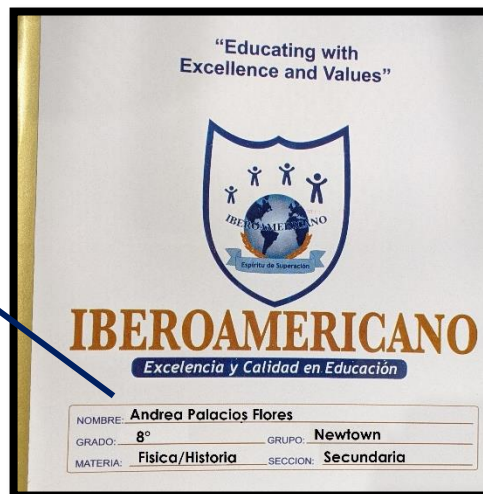 “Educating with
Excellence and Values”
IBEROAMERICANO
Espíritu de Superación
IBEROAMERICANO
Excelencia y Calidad en Educación
NOMBRE: Andrea Palacios Flores
GRADO: 8° GRUPO: Newtown
MATERIA: Fisica/Historia SECCION: Secundaria